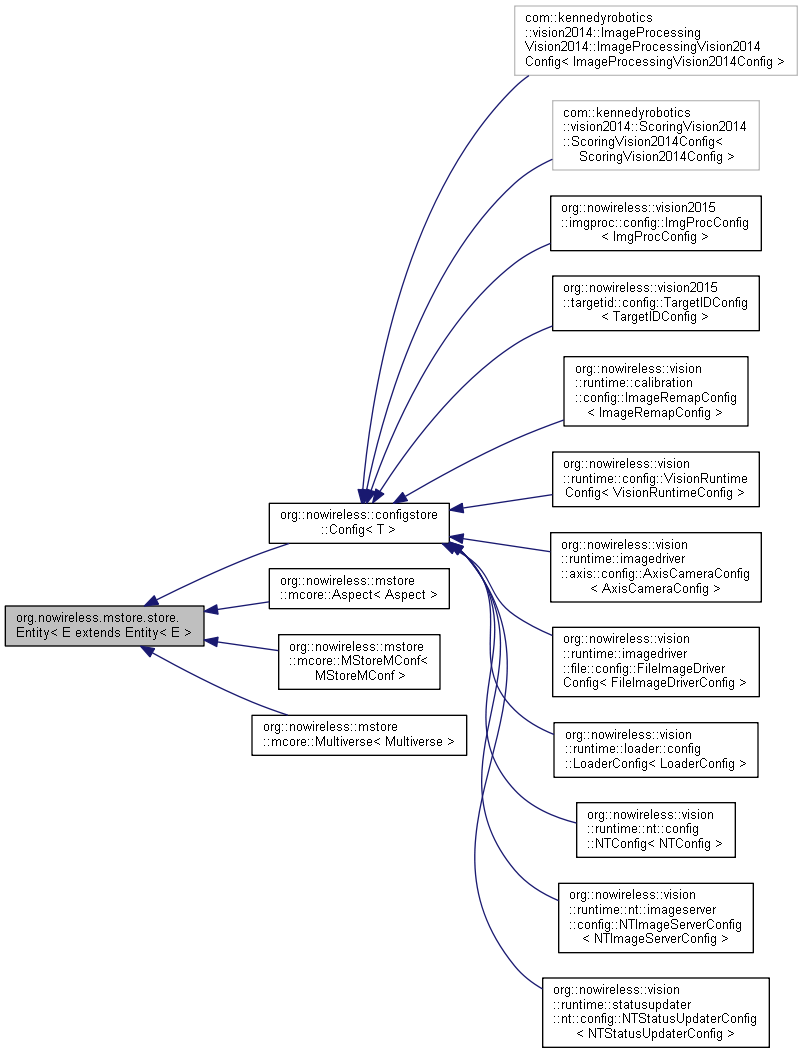 com::kennedyrobotics
::vision2014::ImageProcessing
Vision2014::ImageProcessingVision2014
Config< ImageProcessingVision2014Config >
com::kennedyrobotics
::vision2014::ScoringVision2014
::ScoringVision2014Config<
ScoringVision2014Config >
org::nowireless::vision2015
::imgproc::config::ImgProcConfig
< ImgProcConfig >
org::nowireless::vision2015
::targetid::config::TargetIDConfig
< TargetIDConfig >
org::nowireless::vision
::runtime::calibration
::config::ImageRemapConfig
< ImageRemapConfig >
org::nowireless::vision
::runtime::config::VisionRuntime
Config< VisionRuntimeConfig >
org::nowireless::configstore
::Config< T >
org::nowireless::vision
::runtime::imagedriver
::axis::config::AxisCameraConfig
< AxisCameraConfig >
org::nowireless::mstore
::mcore::Aspect< Aspect >
org.nowireless.mstore.store.
Entity< E extends Entity< E >
org::nowireless::mstore
::mcore::MStoreMConf<
MStoreMConf >
org::nowireless::vision
::runtime::imagedriver
::file::config::FileImageDriver
Config< FileImageDriverConfig >
org::nowireless::mstore
::mcore::Multiverse< Multiverse >
org::nowireless::vision
::runtime::loader::config
::LoaderConfig< LoaderConfig >
org::nowireless::vision
::runtime::nt::config
::NTConfig< NTConfig >
org::nowireless::vision
::runtime::nt::imageserver
::config::NTImageServerConfig
< NTImageServerConfig >
org::nowireless::vision
::runtime::statusupdater
::nt::config::NTStatusUpdaterConfig
< NTStatusUpdaterConfig >